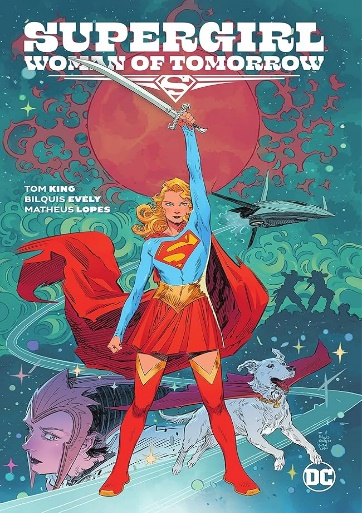 SUPERGIRL
WOMAN OF TOMORROW
S
TOM KING
BILQUIS EVELY
MATHEUS LOPES
S
DC